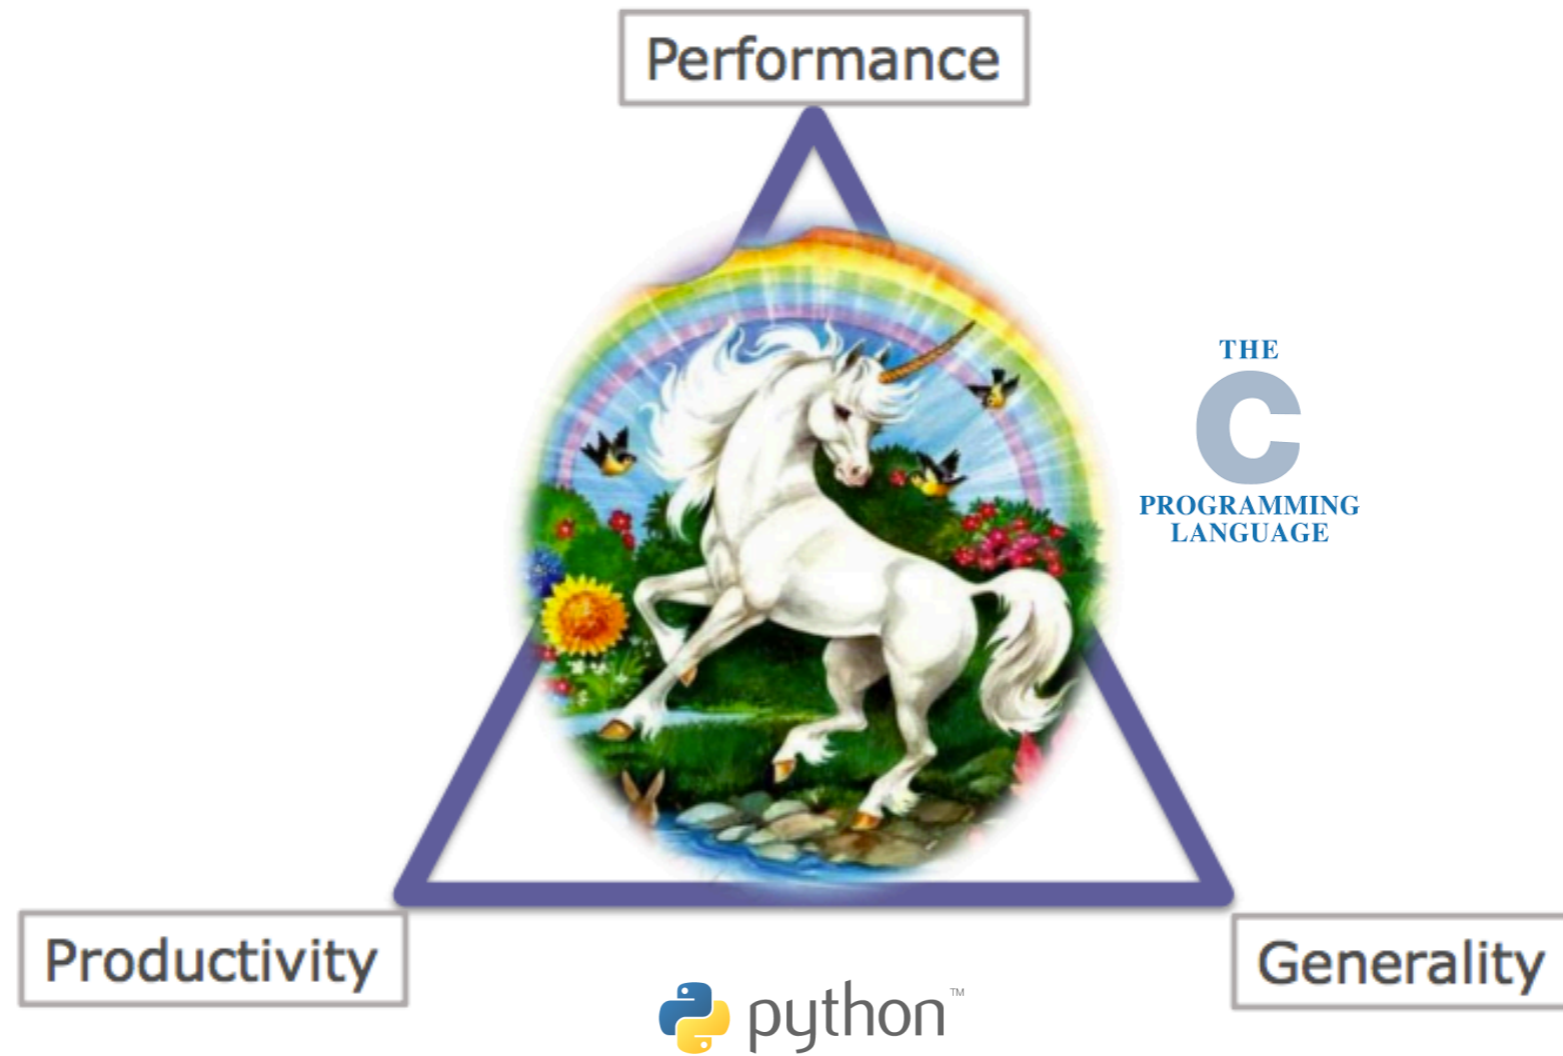 Performance
THE
C
PROGRAMMING
LANGUAGE
Productivity
Generality
python™